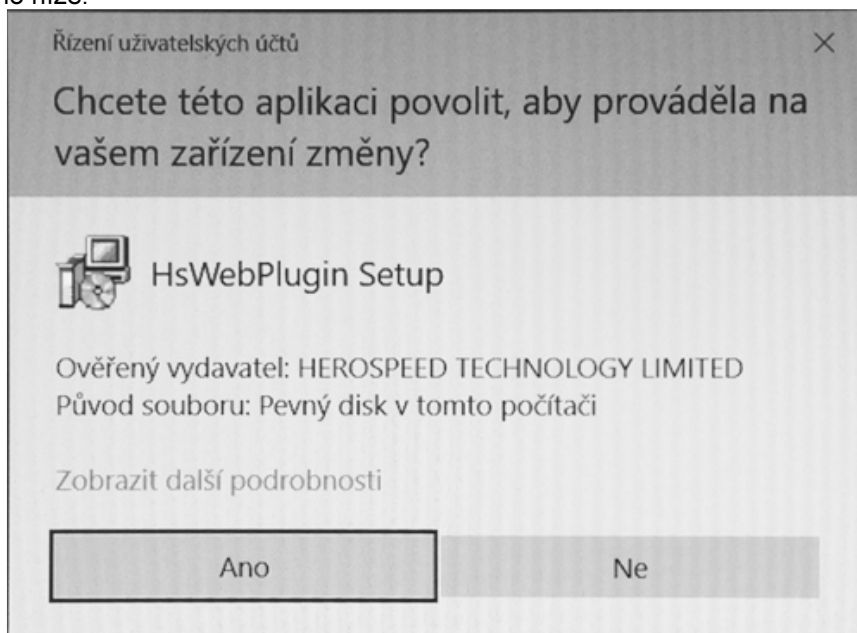 Řízení uživatelských účtů
Chcete této aplikaci povolit, aby prováděla na
vašem zařízení změny?
HsWebPlugin Setup
Ověřený vydavatel: HEROSPEED TECHNOLOGY LIMITED
Původ souboru: Pevný disk v tomto počítači
Zobrazit další podrobnosti
Ano
Ne